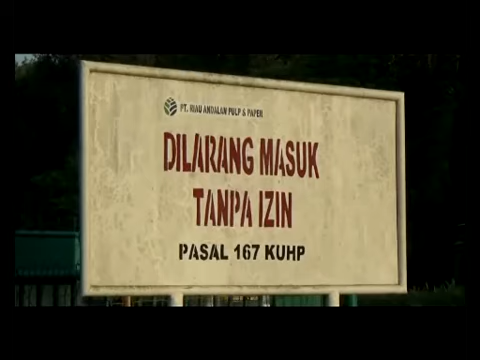 PT. RIAU ANDALAN PULP & PAPER
DILARANG MASUK
TANPA IZIN
PASAL 167 KUHP